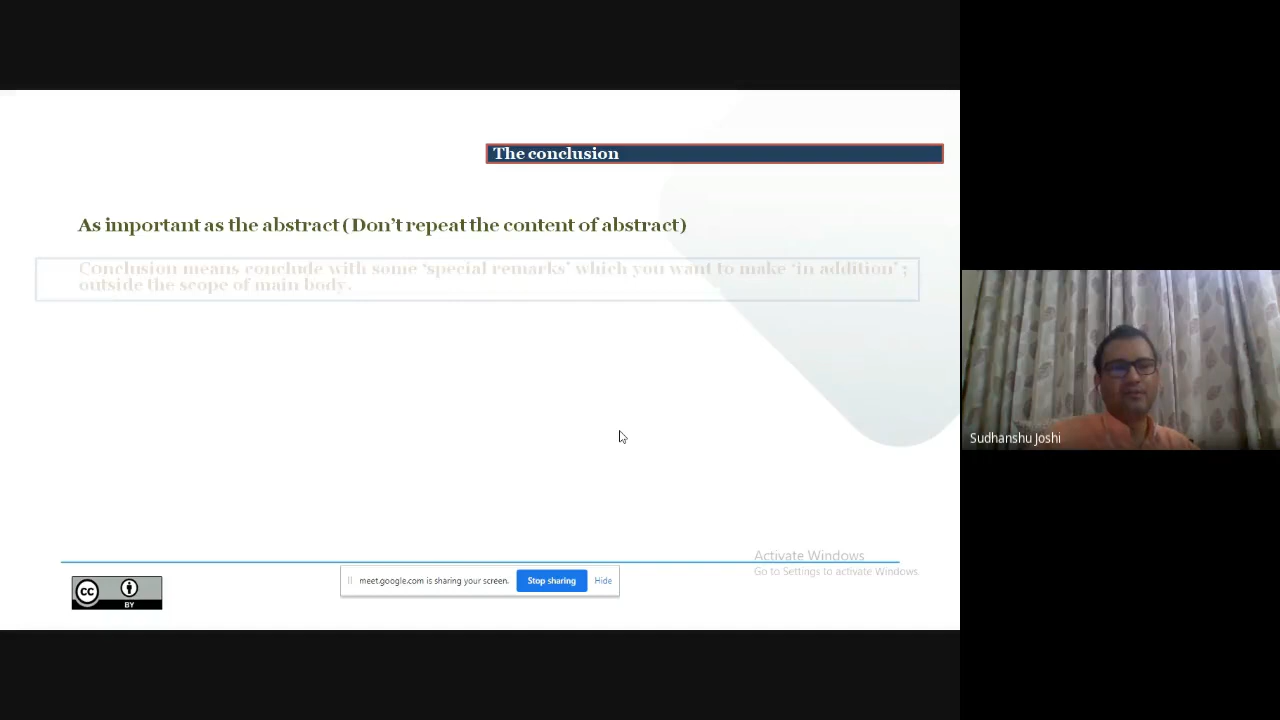 The conclusion
As important as the abstract (Don't repeat the content of abstract)
Conclusion means conclude with some 'special remarks' which you want to make 'in addition' ;
outside the scope of main body.
Sudhanshu Joshi
Activate Windows
Go to Settings to activate Windows.
meet.google.com is sharing your screen.
Stop sharing
Hide
cc
BY